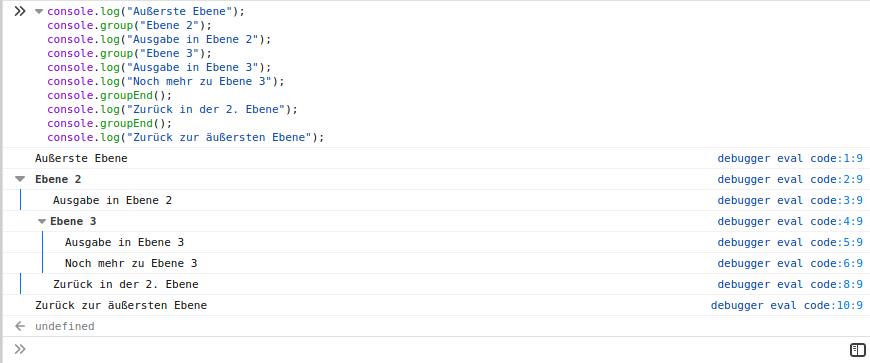 console.log("Außerste Ebene");
console.group("Ebene 2");
console.log("Ausgabe in Ebene 2");
console.group("Ebene 3");
console.log("Ausgabe in Ebene 3");
console.log("Noch mehr zu Ebene 3");
console.groupEnd();
console.log("Zurück in der 2. Ebene");
console.groupEnd();
console.log("Zurück zur äußersten Ebene");
Außerste Ebene debugger eval code:1:9
Ebene 2 debugger eval code:2:9
Ausgabe in Ebene 2 debugger eval code:3:9
Ebene 3 debugger eval code:4:9
Ausgabe in Ebene 3 debugger eval code:5:9
Noch mehr zu Ebene 3 debugger eval code:6:9
Zurück in der 2. Ebene debugger eval code:8:9
Zurück zur äußersten Ebene debugger eval code:10:9
undefined